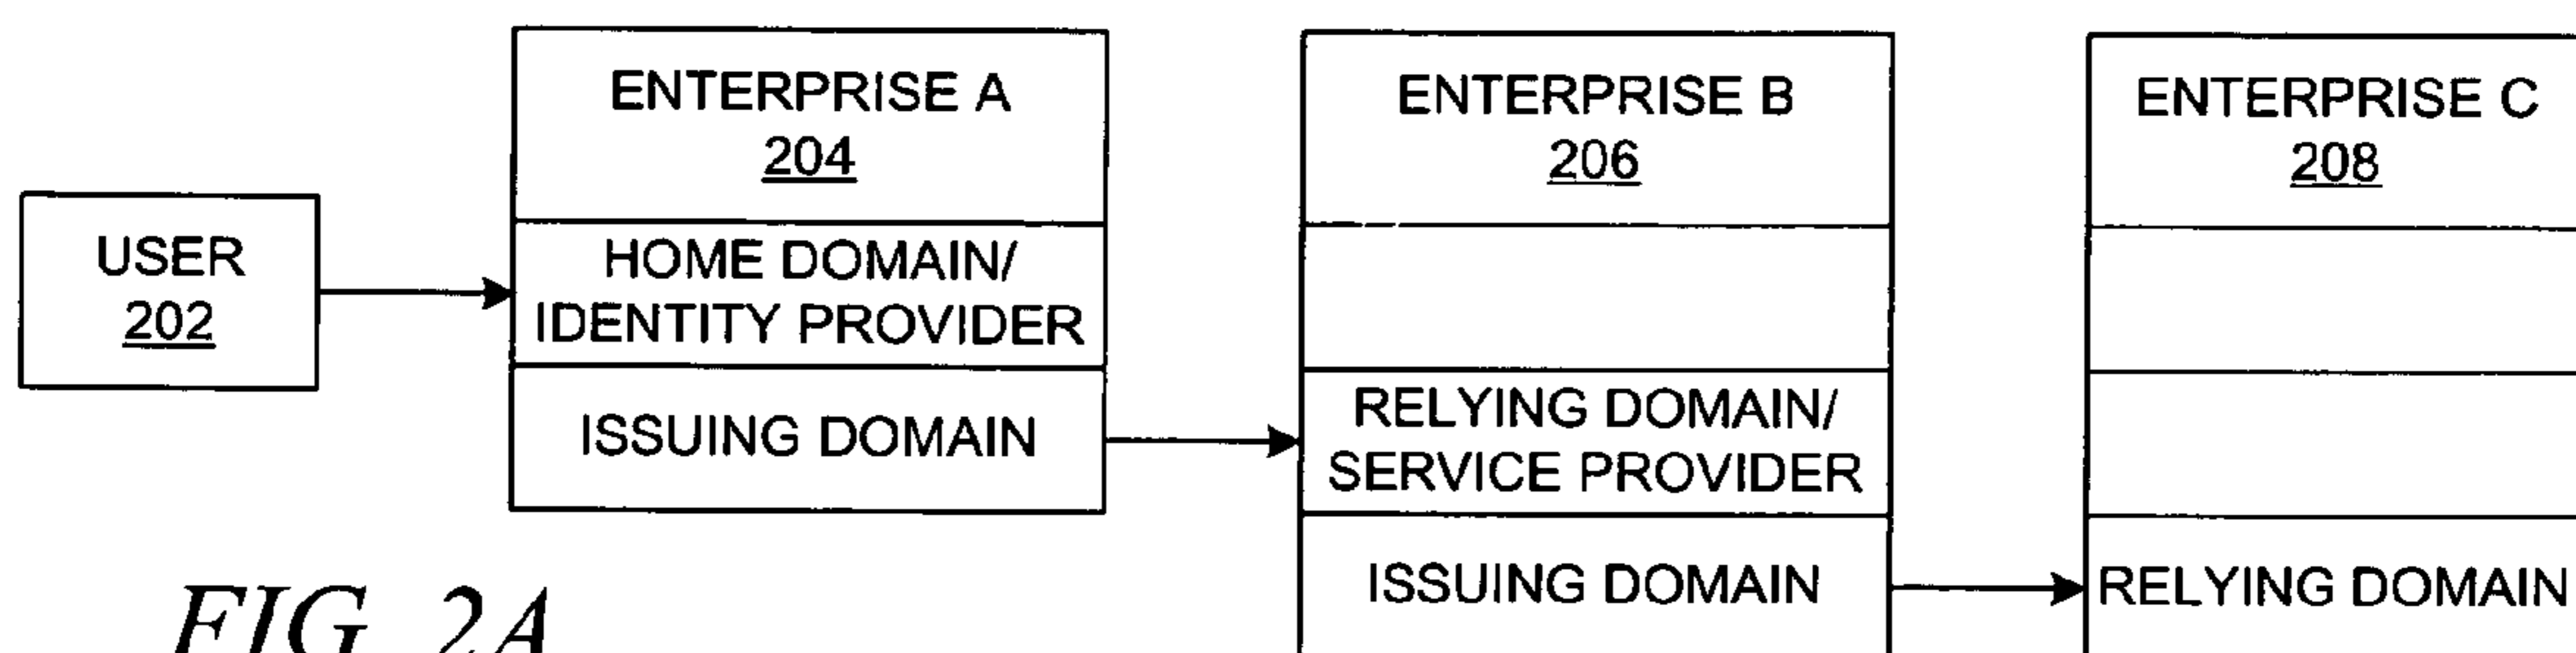 ENTERPRISE A
204
ENTERPRISE B
206
ENTERPRISE C
208
USER
202
HOME DOMAIN/
IDENTITY PROVIDER
ISSUING DOMAIN
RELYING DOMAIN/
SERVICE PROVIDER
ISSUING DOMAIN
RELYING DOMAIN
FIG. 2A